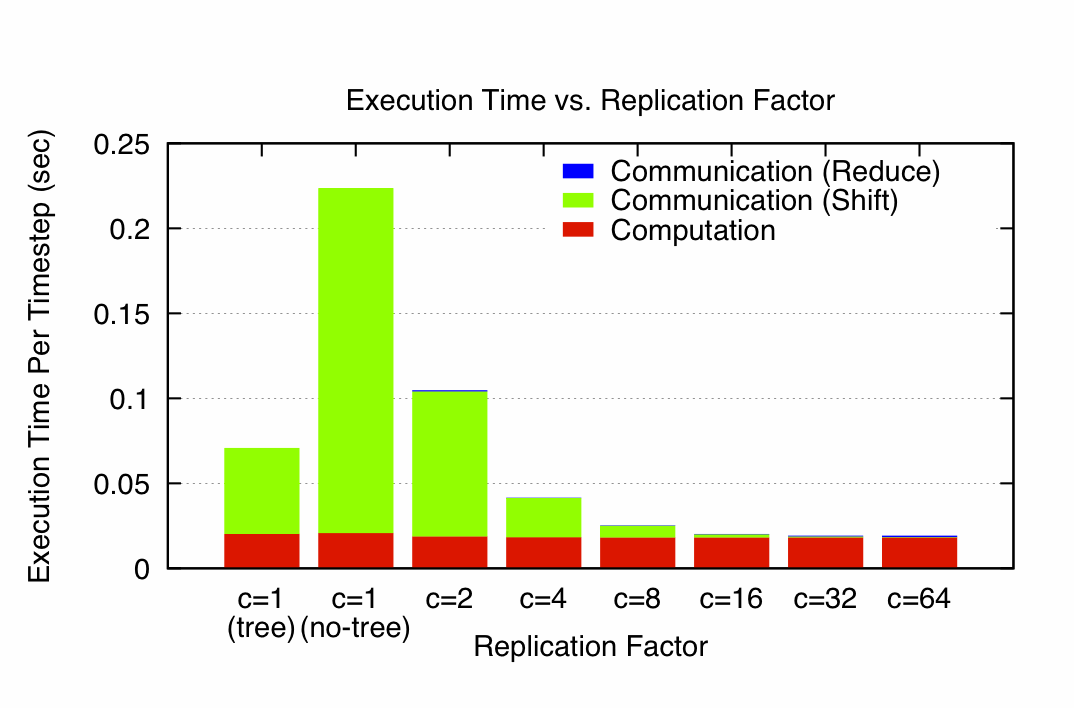 Execution Time vs. Replication Factor
Execution Time Per Timestep (sec)
0.25
0.2
0.15
0.1
0.05
0
Communication (Reduce)
Communication (Shift)
Computation
c=1 c=1 c=2 c=4 c=8 c=16 c=32 c=64
(tree) (no-tree)
Replication Factor